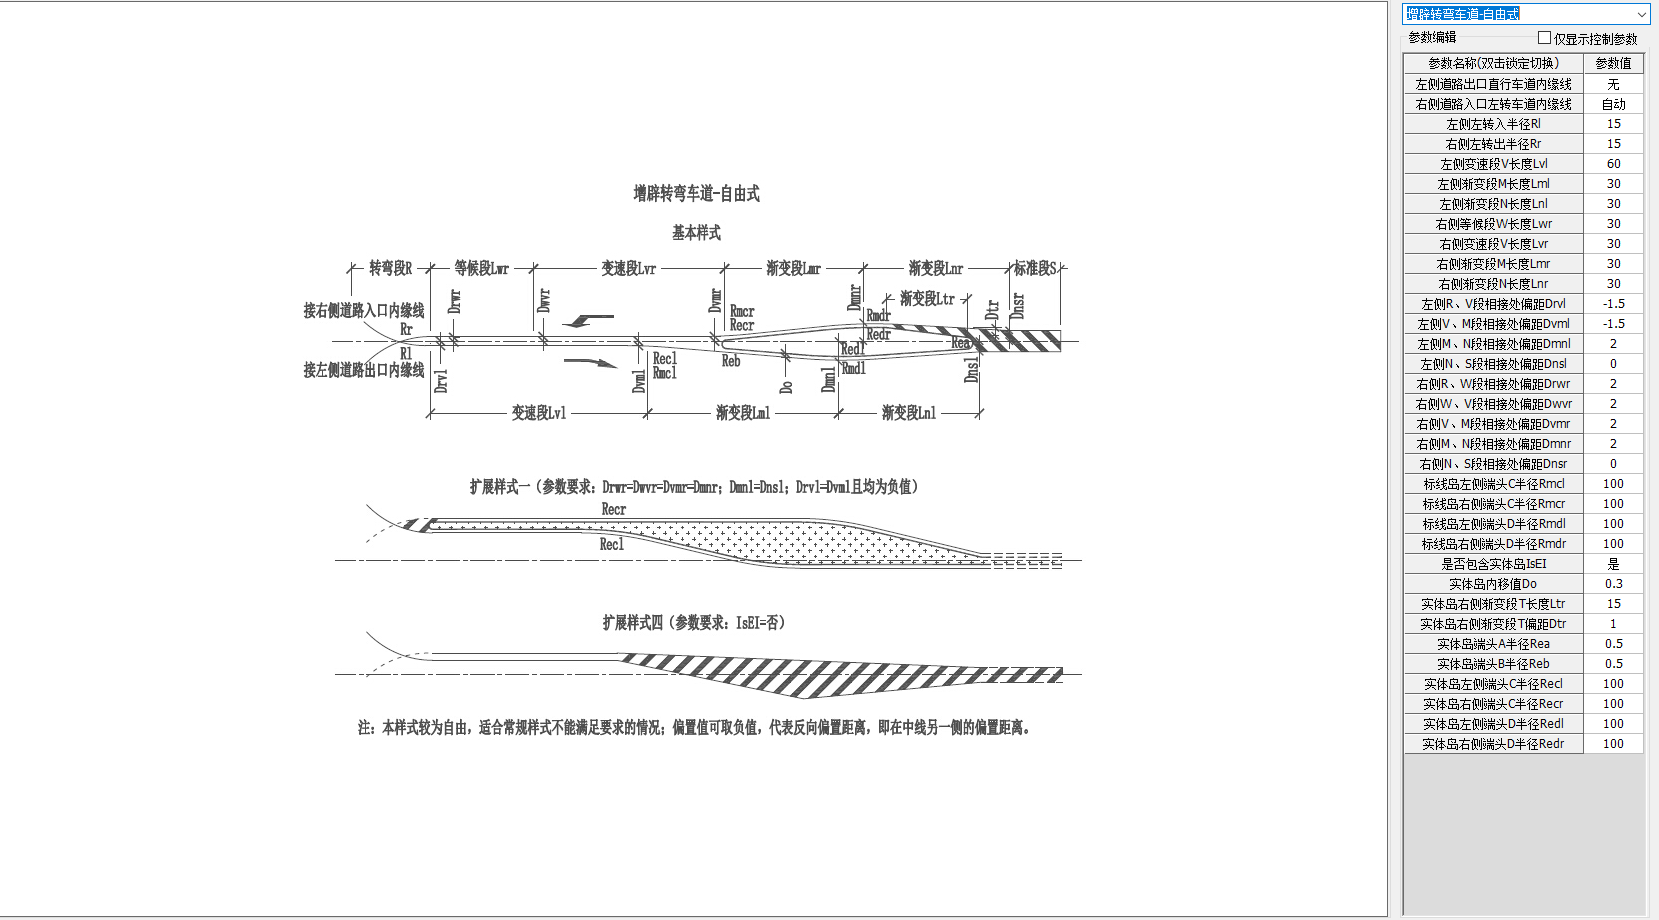 增辟转弯车道-自由式
基本样式
转弯段R
等候段Lwr
变速段Lvr
渐变段Lmr
渐变段Lnr
标准段S
渐变段Ltr
接右侧道路入口内缘线
Drwr
Dwvr
Dvmr
Rmcr
Recr
Dmnr
Rmdr
Redr
Dtr
Dnsr
Rr
Rl
接左侧道路出口内缘线
Drvl
Dvml
Recl
Rmcl
Reb
Do
Redl
Rmdl
Dmnl
Rea
Dnsl
变速段Lvl
渐变段Lml
渐变段Lnl
扩展样式一（参数要求：Drwr=Dwvr=Dvmr=Dmnr；Dmnl=Dnsl；Drvl=Dvml且均为负值）
Recr
Recl
扩展样式四（参数要求：IsEI=否）
注：本样式较为自由，适合常规样式不能满足要求的情况；偏置值可取负值，代表反向偏置距离，即在中线另一侧的偏置距离。
增辟转弯车道-自由式
参数编辑
仅显示控制参数
参数名称(双击锁定切换) 参数值
左侧道路出口直行车道内缘线 无
右侧道路入口左转车道内缘线 自动
左侧左转入半径Rl 15
右侧左转出半径Rr 15
左侧变速段V长度Lvl 60
左侧渐变段M长度Lml 30
左侧渐变段N长度Lnl 30
右侧等候段W长度Lwr 30
右侧变速段V长度Lvr 30
右侧渐变段M长度Lmr 30
右侧渐变段N长度Lnr 30
左侧R、V段相接处偏距Drvl -1.5
左侧V、M段相接处偏距Dvml -1.5
左侧M、N段相接处偏距Dmnl 2
左侧N、S段相接处偏距Dnsl 0
右侧R、W段相接处偏距Drwr 2
右侧W、V段相接处偏距Dwvr 2
右侧V、M段相接处偏距Dvmr 2
右侧M、N段相接处偏距Dmnr 2
右侧N、S段相接处偏距Dnsr 0
标线岛左侧端头C半径Rmcl 100
标线岛右侧端头C半径Rmcr 100
标线岛左侧端头D半径Rmdl 100
标线岛右侧端头D半径Rmdr 100
是否包含实体岛IsEI 是
实体岛内移值Do 0.3
实体岛右侧渐变段T长度Ltr 15
实体岛右侧渐变段T偏距Dtr 1
实体岛端头A半径Rea 0.5
实体岛端头B半径Reb 0.5
实体岛左侧端头C半径Recl 100
实体岛右侧端头C半径Recr 100
实体岛左侧端头D半径Redl 100
实体岛右侧端头D半径Redr 100